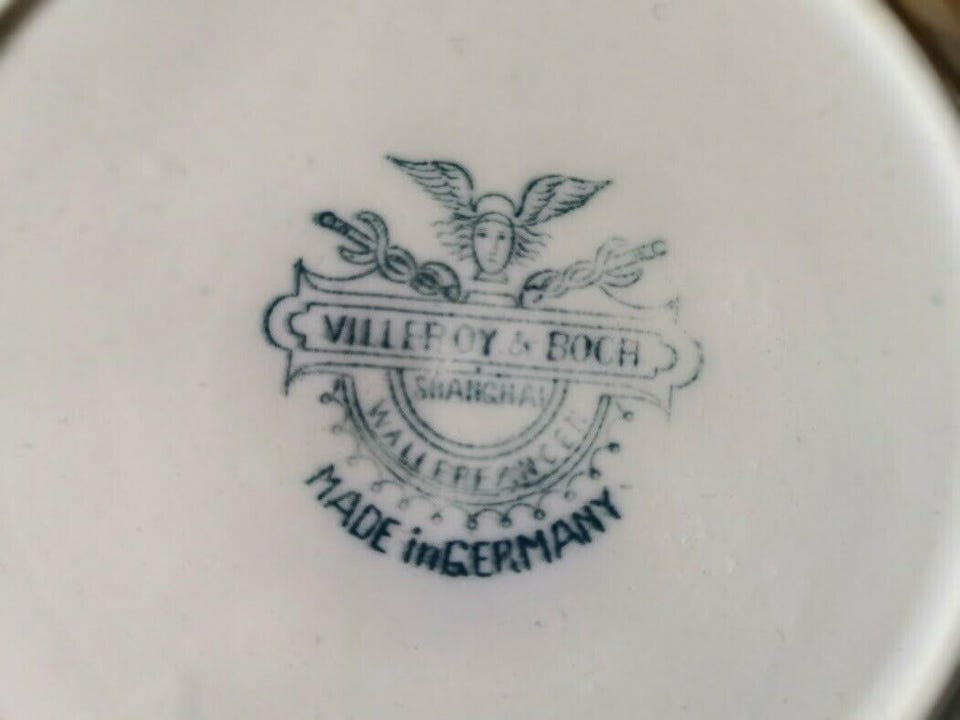 VILLEROY & BOCH
SHANGHAI
WALLERFANGEN
MADE in GERMANY